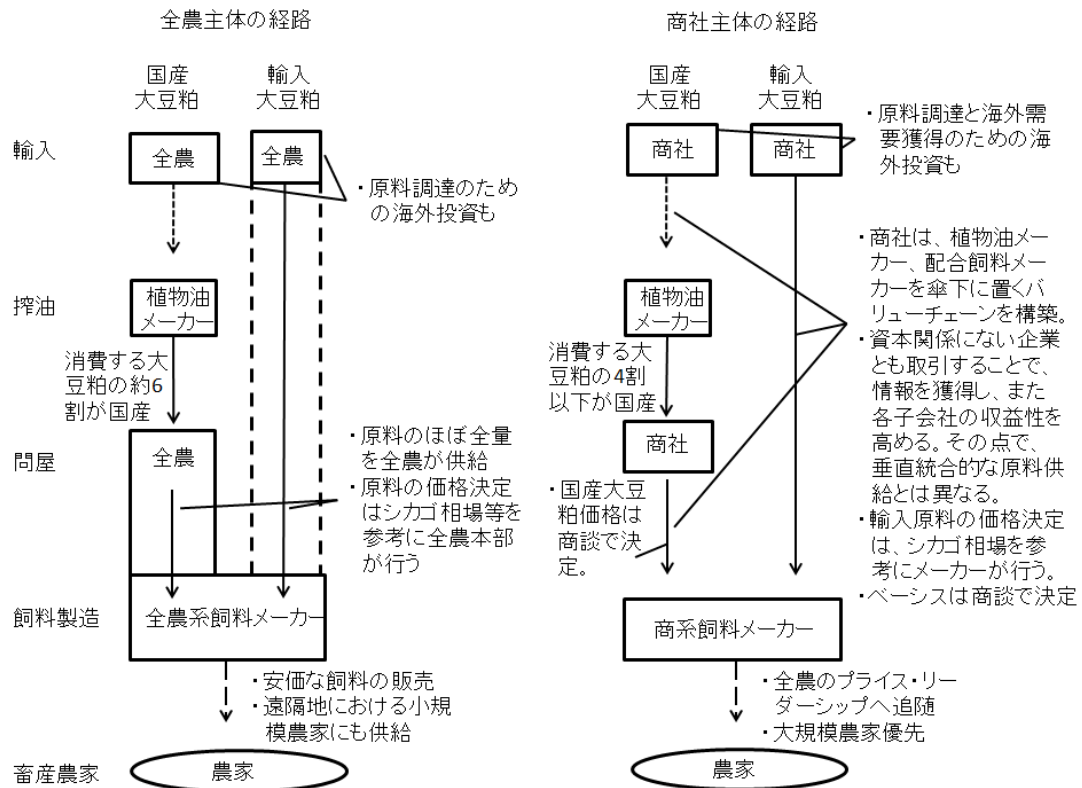 全農主体の経路
国産
大豆粕
輸入
大豆粕
輸入
全農
全農
・原料調達のため
の海外投資も
搾油
植物油
メーカー
消費する大
豆粕の約6
割が国産
問屋
全農
・原料のほぼ全量
を全農が供給
・原料の価格決定
はシカゴ相場等を
参考に全農本部
が行う
飼料製造
全農系飼料メーカー
・安価な飼料の販売
・遠隔地における小規
模農家にも供給
畜産農家
農家
商社主体の経路
国産
大豆粕
輸入
大豆粕
商社
商社
・原料調達と海外需
要獲得のための海
外投資も
植物油
メーカー
消費する大
豆粕の4割
以下が国産
商社
・国産大豆
粕価格は
商談で決
定。
・商社は、植物油メー
カー、配合飼料メー
カーを傘下に置くバ
リューチェーンを構築。
・資本関係にない企業
とも取引することで、
情報を獲得し、また
各子会社の収益性を
高める。その点で、
垂直統合的な原料供
給とは異なる。
・輸入原料の価格決定
は、シカゴ相場を参
考にメーカーが行う。
・ベーシスは商談で決定
商系飼料メーカー
・全農のプライス・リー
ダーシップへ追随
・大規模農家優先
農家